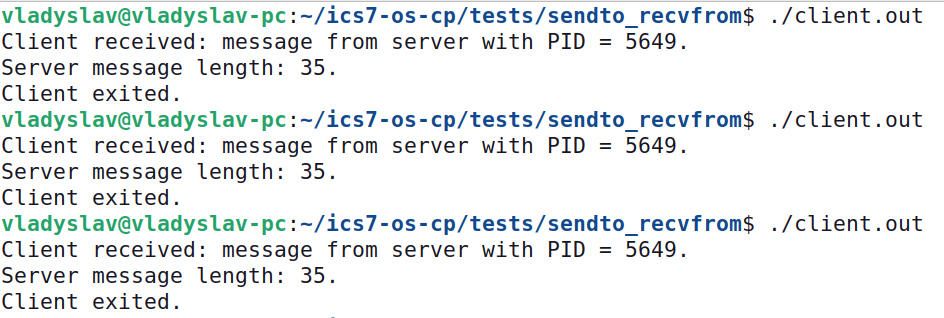 vladyslav@vladyslav-pc:~/ics7-os-cp/tests/sendto_recvfrom$ ./client.out
Client received: message from server with PID = 5649.
Server message length: 35.
Client exited.
vladyslav@vladyslav-pc:~/ics7-os-cp/tests/sendto_recvfrom$ ./client.out
Client received: message from server with PID = 5649.
Server message length: 35.
Client exited.
vladyslav@vladyslav-pc:~/ics7-os-cp/tests/sendto_recvfrom$ ./client.out
Client received: message from server with PID = 5649.
Server message length: 35.
Client exited.